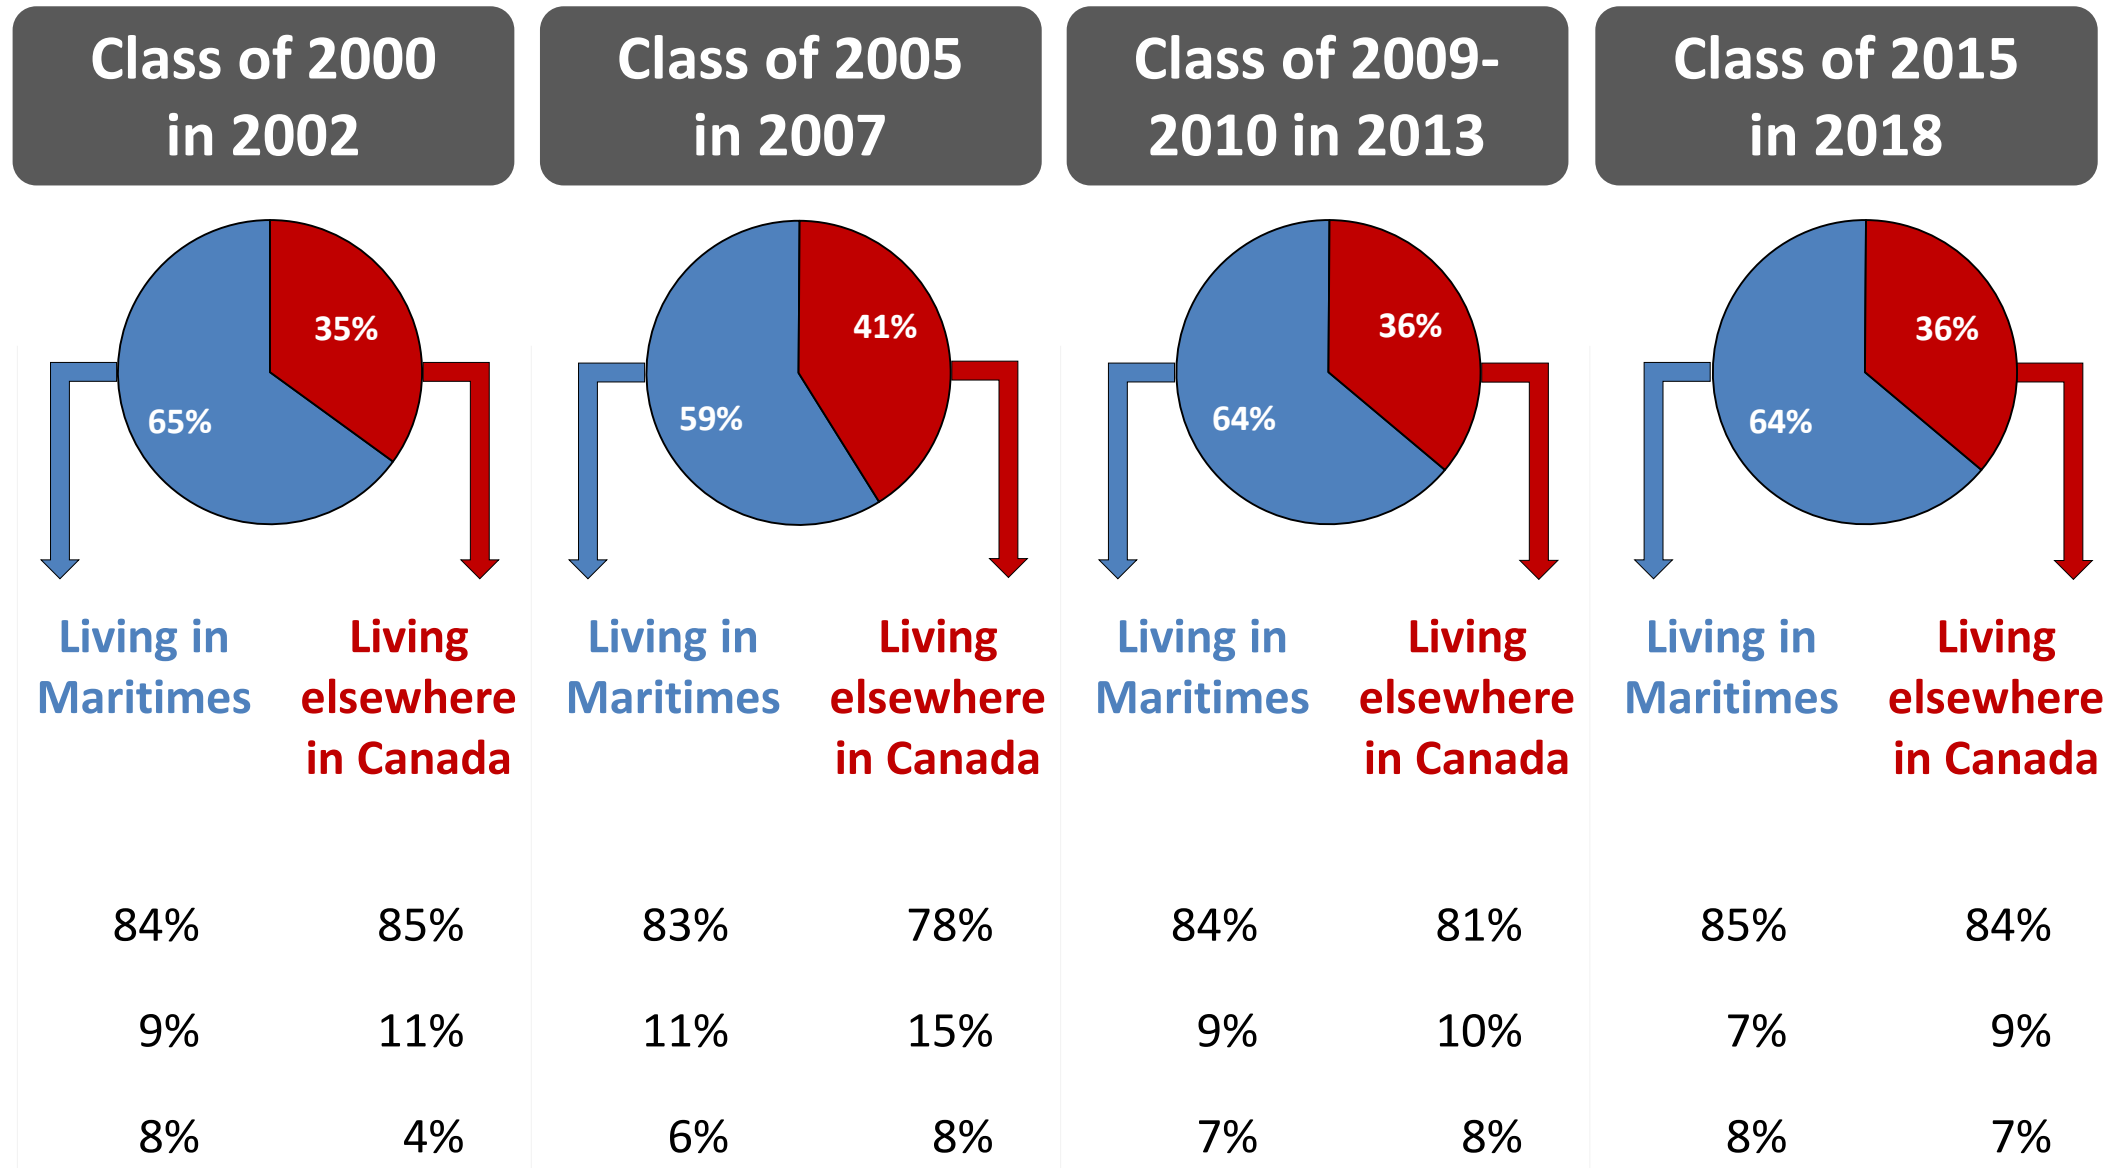 Class of 2000
in 2002
Class of 2005
in 2007
Class of 2009-
2010 in 2013
Class of 2015
in 2018
35%
65%
41%
59%
36%
64%
36%
64%
Living in
Maritimes
Living
elsewhere
in Canada
Living in
Maritimes
Living
elsewhere
in Canada
Living in
Maritimes
Living
elsewhere
in Canada
Living in
Maritimes
Living
elsewhere
in Canada
84% 85% 83% 78% 84% 81% 85% 84%
9% 11% 11% 15% 9% 10% 7% 9%
8% 4% 6% 8% 7% 8% 8% 7%